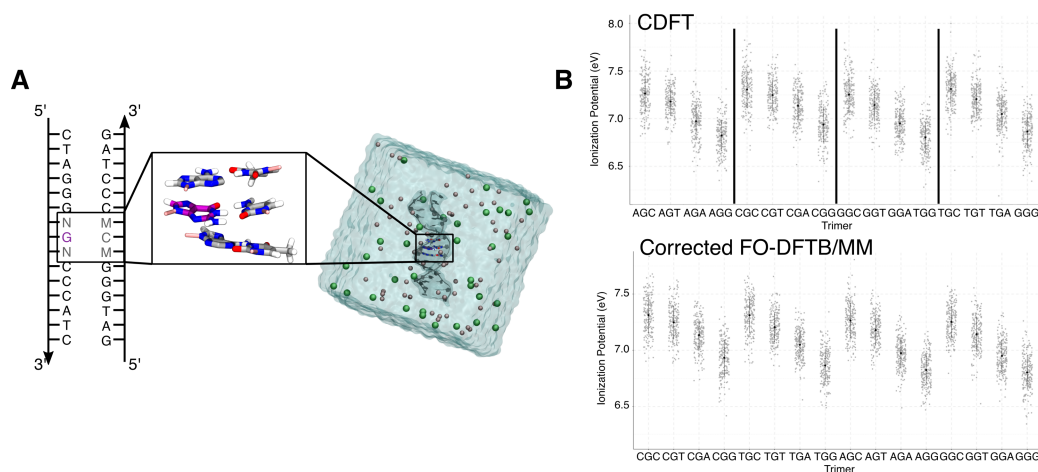 A
5' 3'
C G
T A
A T
G C
G C
G C
N M
G C
N M
C G
C G
C G
A T
T A
C G
3' 5'
B
CDFT
Ionization Potential (eV)
8.0
7.5
7.0
6.5
AGC AGT AGA AGG CGC CGT CGA CGG GGC GGT GGA TGG TGC TGT TGA GGG
Trimer
Corrected FO-DFTB/MM
Ionization Potential (eV)
7.5
7.0
6.5
CGC CGT CGA CGG TGC TGT TGA TGG AGC AGT AGA AGG GGC GGT GGA GGG
Trimer